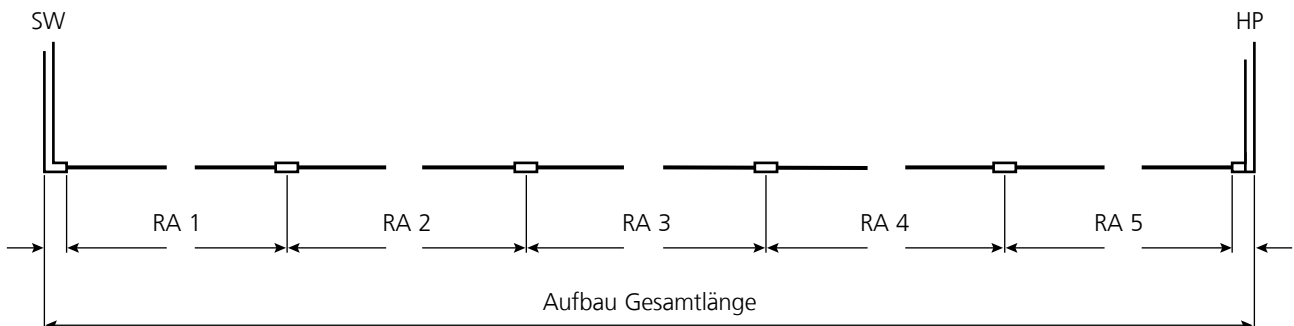 SW HP
RA 1 RA 2 RA 3 RA 4 RA 5
Aufbau Gesamtlänge